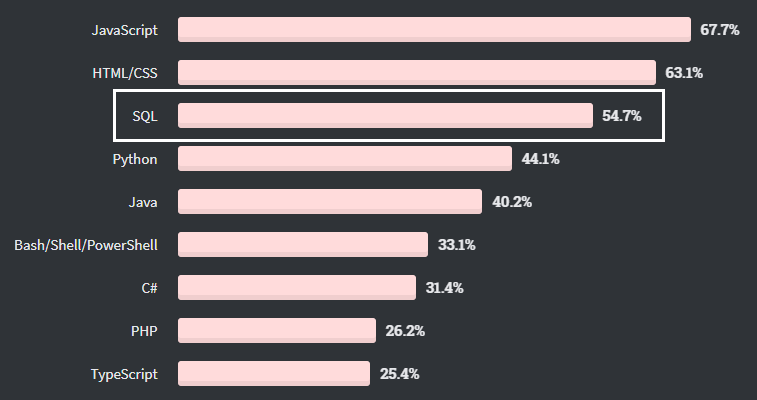 JavaScript 67.7%
HTML/CSS 63.1%
SQL 54.7%
Python 44.1%
Java 40.2%
Bash/Shell/PowerShell 33.1%
C# 31.4%
PHP 26.2%
TypeScript 25.4%